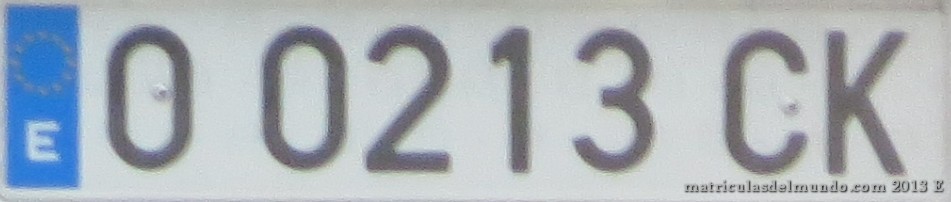 E
O 0213 CK
matriculasdelmundo.com 2013 E